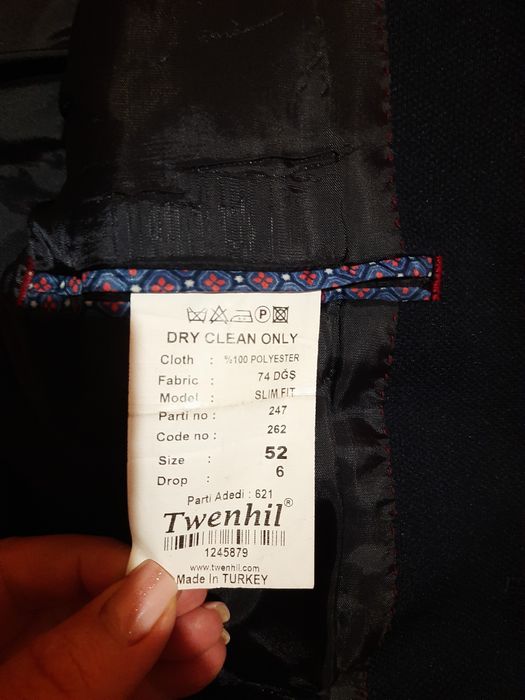 P
DRY CLEAN ONLY
Cloth : %100 POLYESTER
Fabric : 74 DĞŞ
Model : SLIM FIT
Parti no : 247
Code no : 262
Size : 52
Drop : 6
Parti Adedi : 621
Twenhil®
1245879
www.twenhil.com
Made In TURKEY